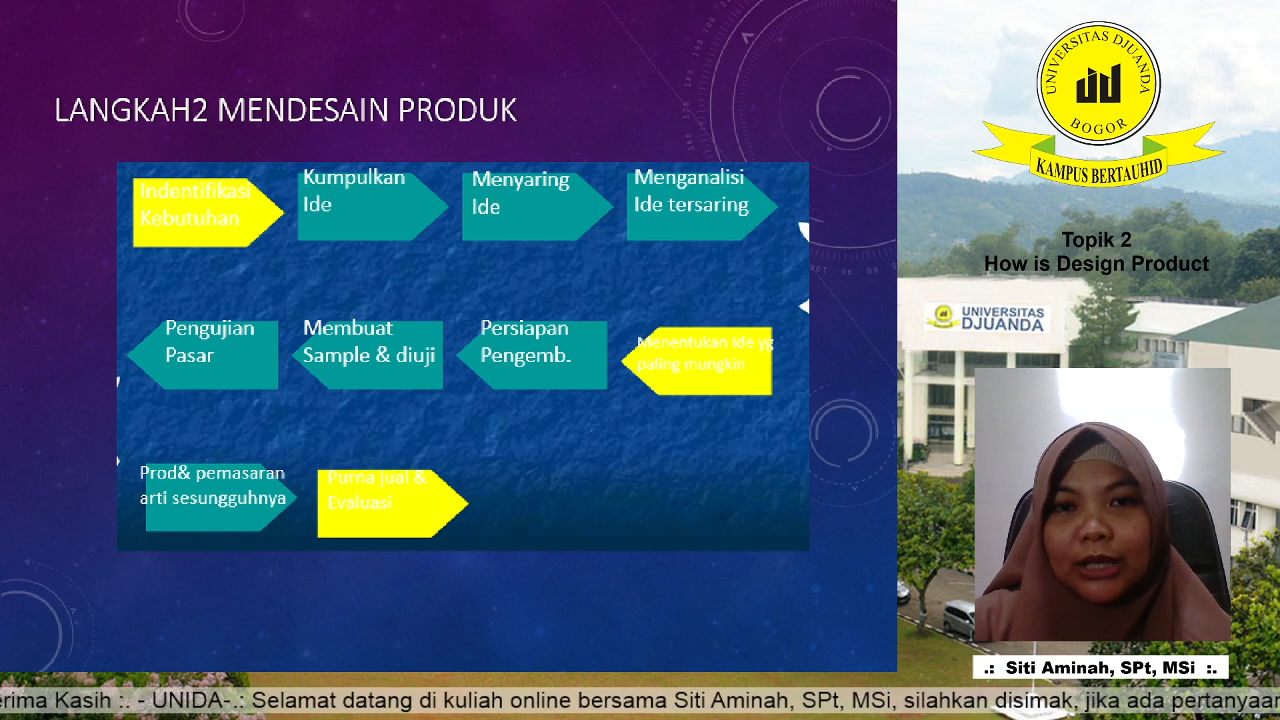 LANGKAH2 MENDESAIN PRODUK
Indentifikasi
Kebutuhan
Kumpulkan
Ide
Menyaring
Ide
Menganalisi
Ide tersaring
Pengujian
Pasar
Membuat
Sample & diuji
Persiapan
Pengemb.
Menentukan ide yg
paling mungkin
Prod& pemasaran
arti sesungguhnya
Purna jual &
Evaluasi
UNIVERSITAS DJUANDA
BOGOR
KAMPUS BERTAUHID
Topik 2
How is Design Product
UNIVERSITAS
DJUANDA
.: Siti Aminah, SPt, MSi :.
erima Kasih :. - UNIDA-.: Selamat datang di kuliah online bersama Siti Aminah, SPt, MSi, silahkan disimak, jika ada pertanyaan